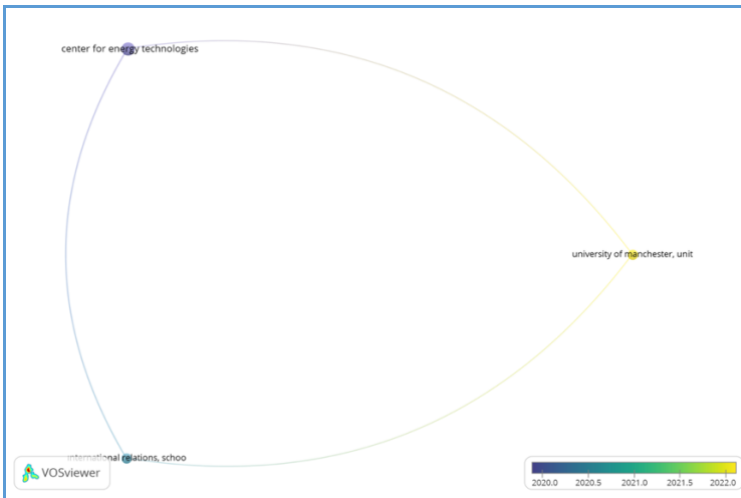 center for energy technologies
university of manchester, unit
international relations, schoo
VOSviewer
2020.0 2020.5 2021.0 2021.5 2022.0